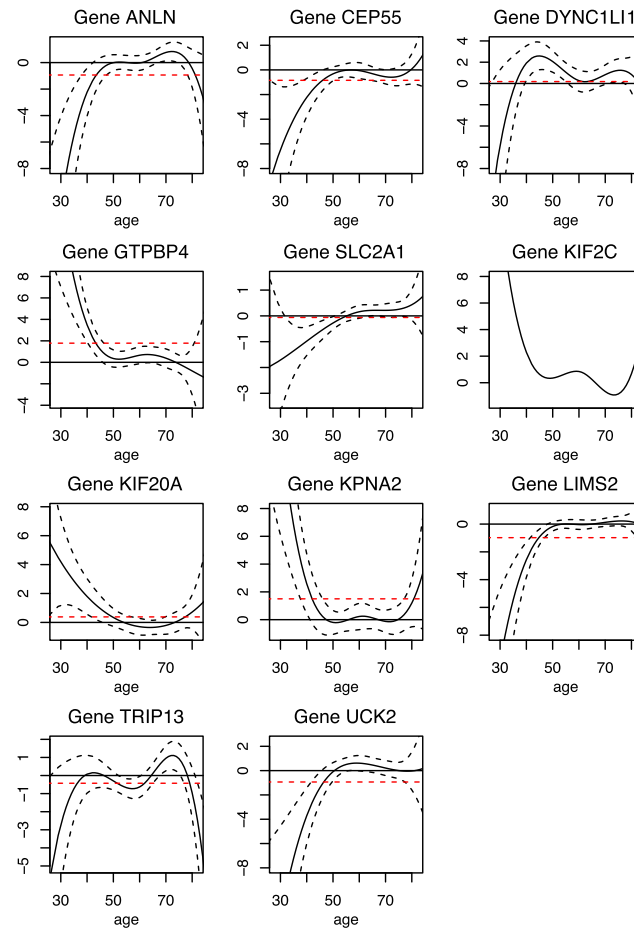 Gene ANLN Gene CEP55 Gene DYNC1LI1
0 −4 −8
2 0 −4 −8
4 0 −4 −8
30 50 70 30 50 70 30 50 70
age age age
Gene GTPBP4 Gene SLC2A1 Gene KIF2C
8 6 4 2 0 −4
1 −1 −3
8 6 4 2 0
30 50 70 30 50 70 30 50 70
age age age
Gene KIF20A Gene KPNA2 Gene LIMS2
8 6 4 2 0
8 6 4 2 0
0 −4 −8
30 50 70 30 50 70 30 50 70
age age age
Gene TRIP13 Gene UCK2
1 −1 −3 −5
2 0 −4 −8
30 50 70 30 50 70
age age